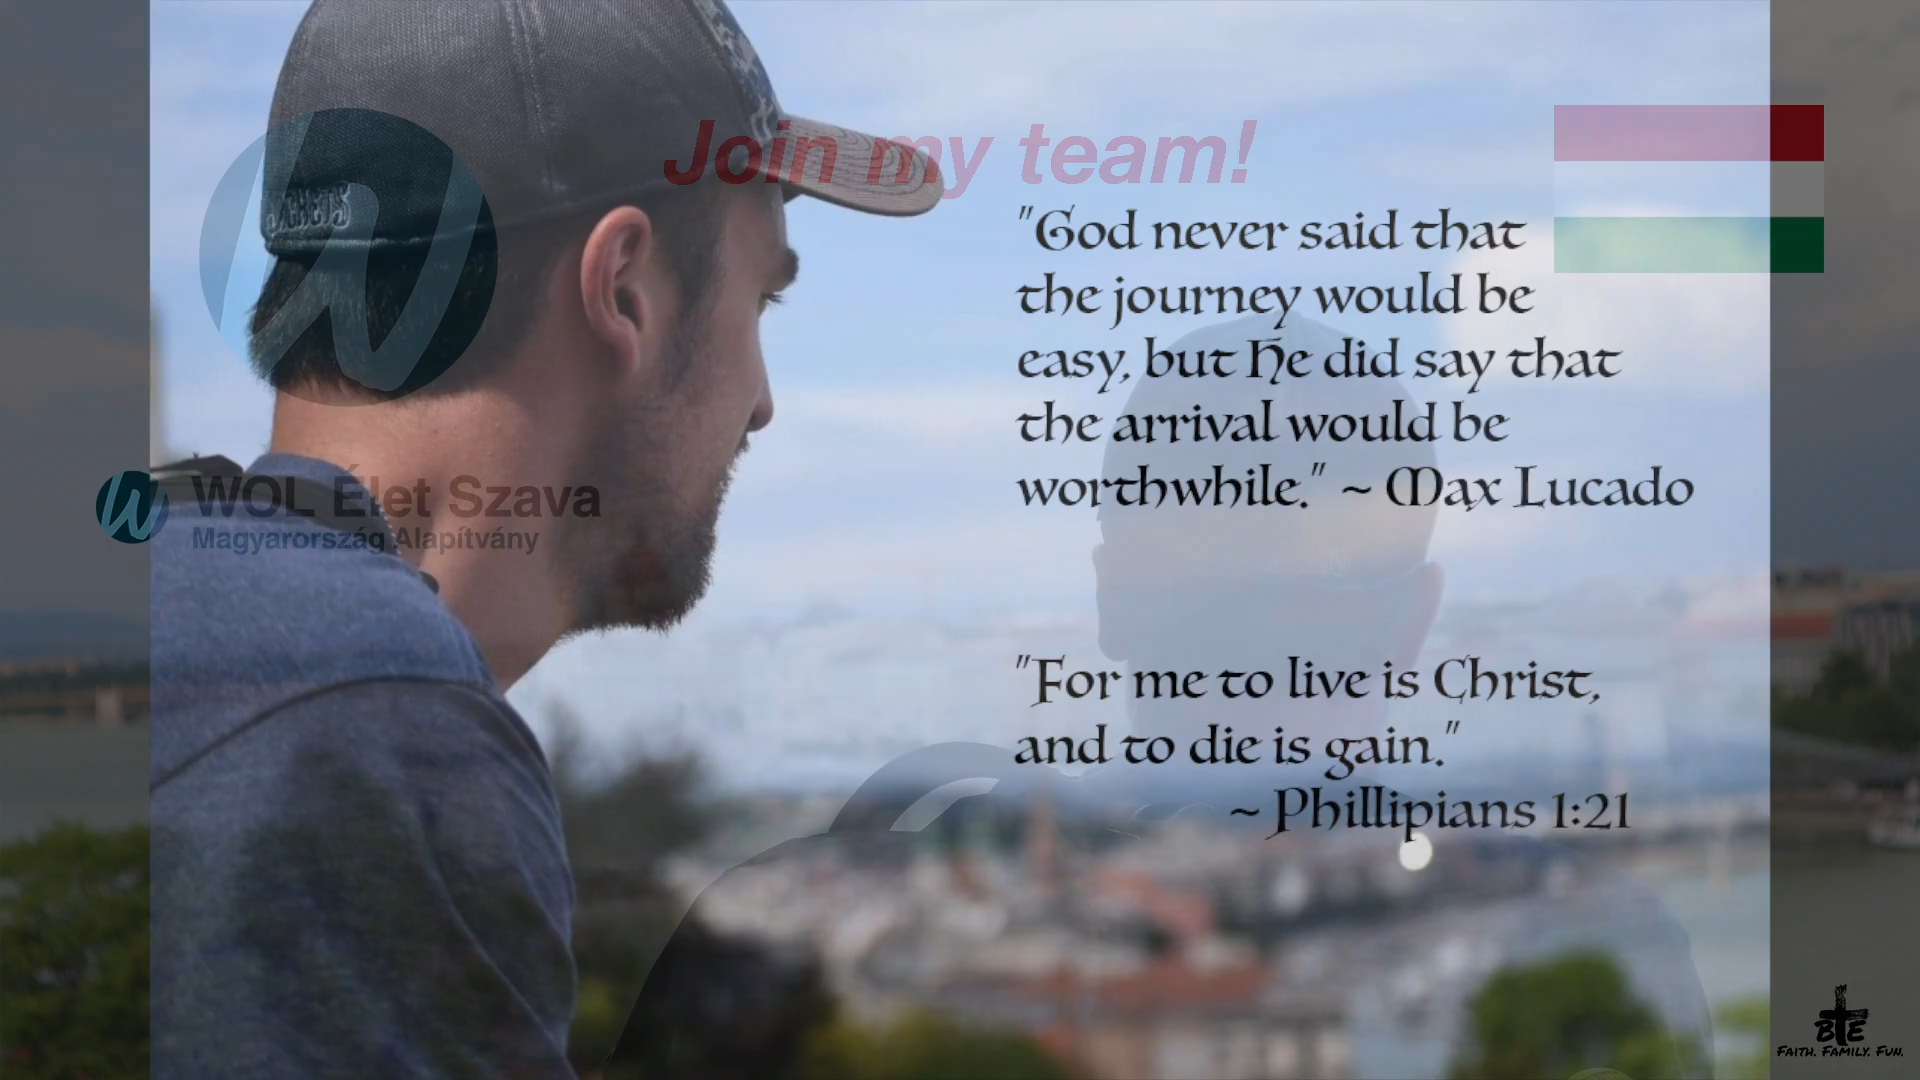 Join my team!
"God never said that
the journey would be
easy, but He did say that
the arrival would be
worthwhile." ~ Max Lucado
WOL Élet Szava
Magyarország Alapítvány
"For me to live is Christ,
and to die is gain."
~ Phillipians 1:21
BTE
FAITH. FAMILY. FUN.